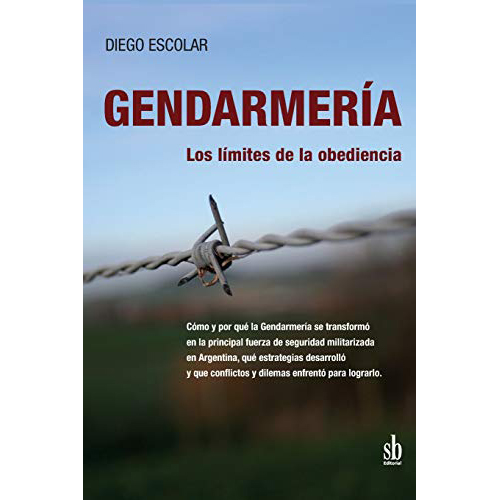 DIEGO ESCOLAR
GENDARMERÍA
Los límites de la obediencia
Cómo y por qué la Gendarmería se transformó
en la principal fuerza de seguridad militarizada
en Argentina, qué estrategias desarrolló
y que conflictos y dilemas enfrentó para lograrlo.
sb
Editorial